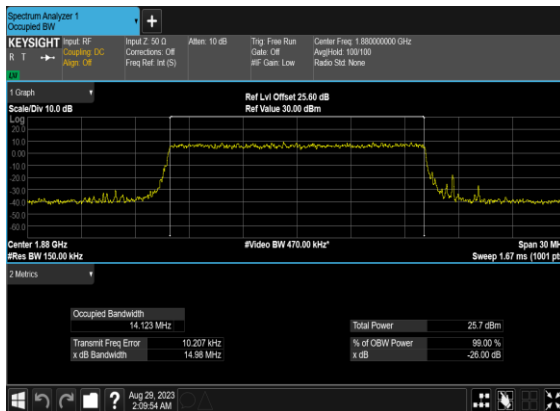 Spectrum Analyzer 1
Occupied BW
+
KEYSIGHT Input: RF Input Z: 50 Ω Atten: 10 dB Trig: Free Run Center Freq: 1.880000000 GHz
R T Coupling: DC Corrections: Off Gate: Off Avg|Hold: 100/100
Align: Off Freq Ref: Int (S) #IF Gain: Low Radio Std: None
1 Graph
Ref Lvl Offset 25.60 dB
Scale/Div 10.0 dB Ref Value 30.00 dBm
Log
20.0
10.0
0.00
-10.0
-20.0
-30.0
-40.0
-50.0
-60.0
Center 1.88 GHz #Video BW 470.00 kHz* Span 30 MH
#Res BW 150.00 kHz Sweep 1.67 ms (1001 pts
2 Metrics
Occupied Bandwidth
14.123 MHz Total Power 25.7 dBm
Transmit Freq Error 10.207 kHz % of OBW Power 99.00 %
x dB Bandwidth 14.98 MHz x dB -26.00 dB
? Aug 29, 2023
2:09:54 AM